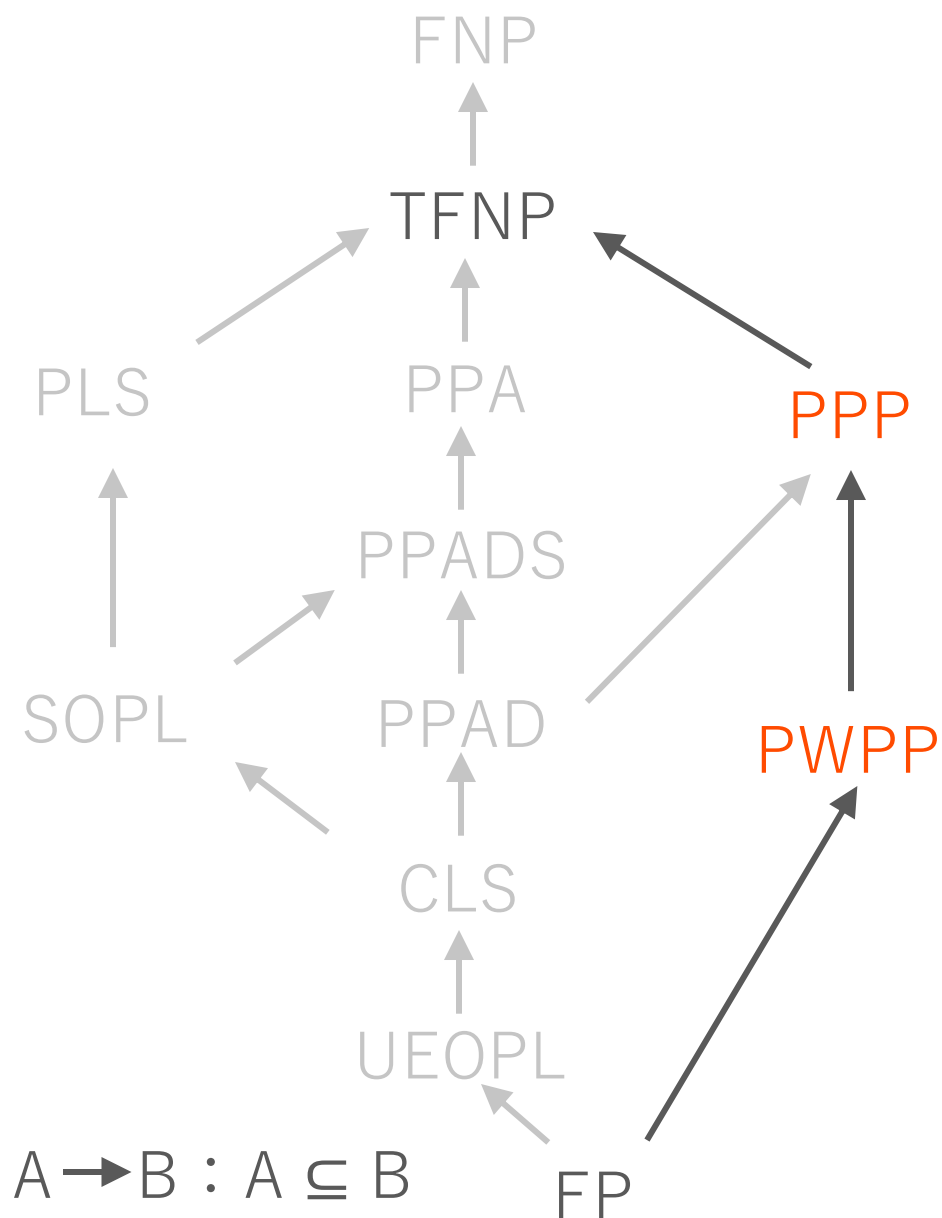 FNP
TFNP
PLS
PPA
PPP
PPADS
SOPL
PPAD
PWPP
CLS
UEOPL
A → B : A ⊆ B
FP